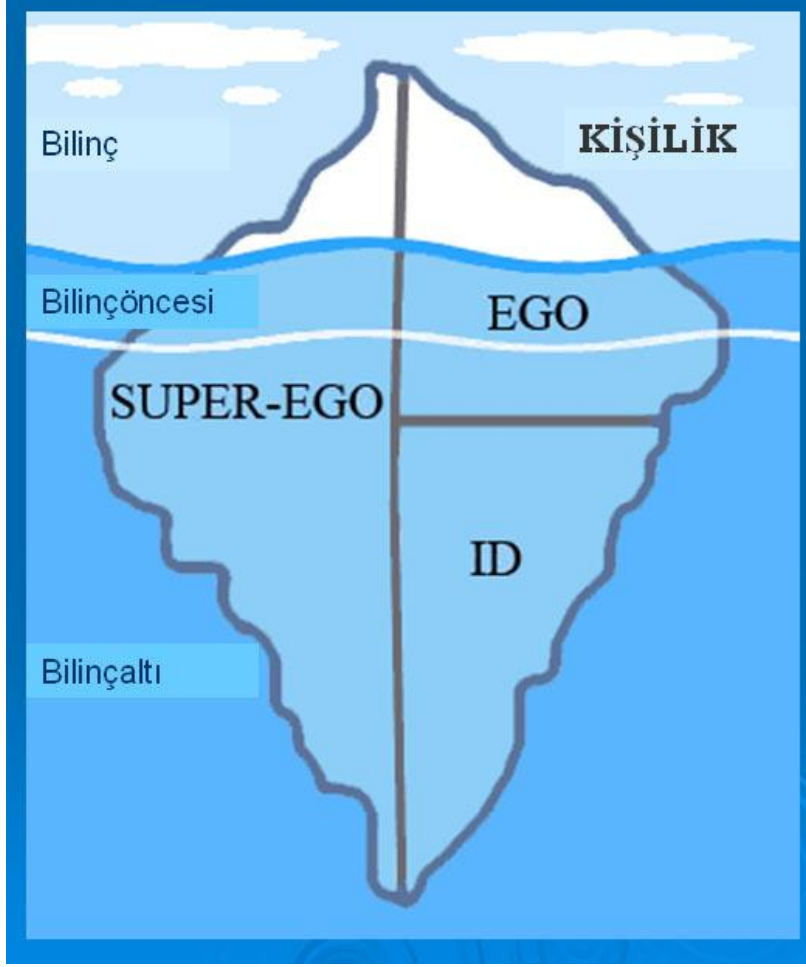 Bilinç
KİŞİLİK
Bilinçöncesi
EGO
SUPER-EGO
ID
Bilinçaltı